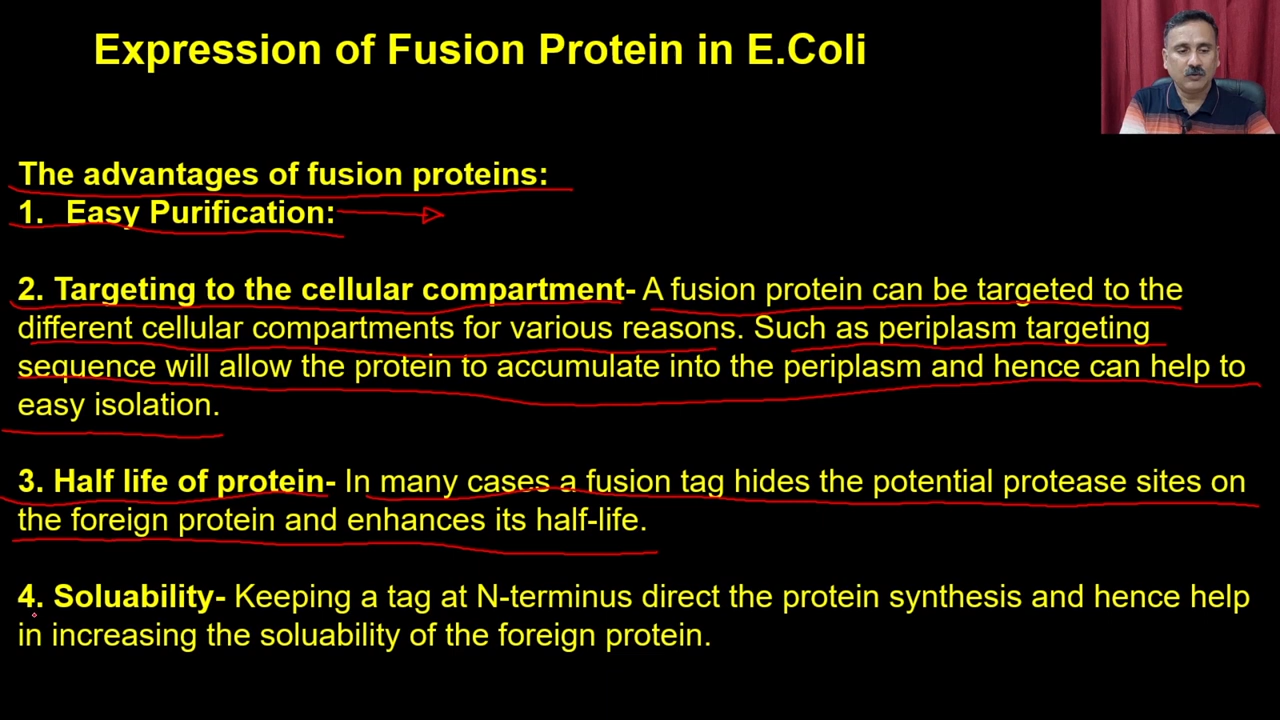 Expression of Fusion Protein in E.Coli
The advantages of fusion proteins:
1. Easy Purification:
2. Targeting to the cellular compartment- A fusion protein can be targeted to the
different cellular compartments for various reasons. Such as periplasm targeting
sequence will allow the protein to accumulate into the periplasm and hence can help to
easy isolation.
3. Half life of protein- In many cases a fusion tag hides the potential protease sites on
the foreign protein and enhances its half-life.
4. Soluability- Keeping a tag at N-terminus direct the protein synthesis and hence help
in increasing the soluability of the foreign protein.